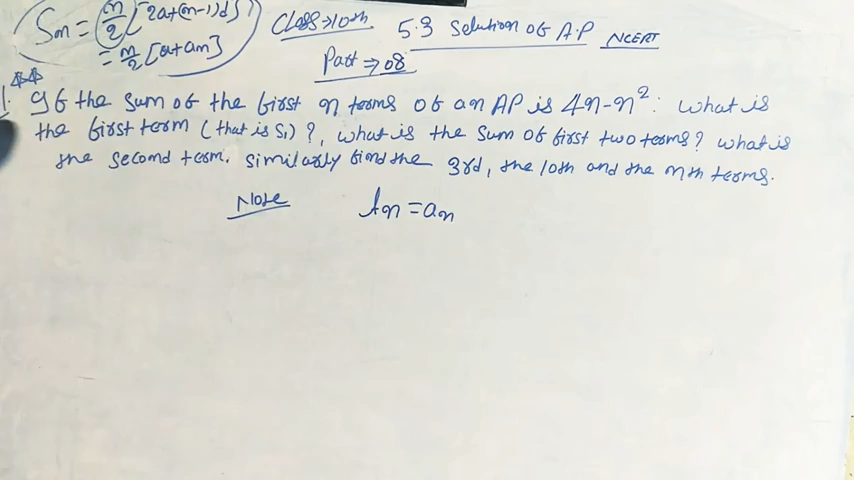 Sn = n/2 [2a+(n-1)d]
= n/2 [a+an]
Class → 10th
5.3 Solution of A.P NCERT
Part → 08
1. If the sum of the first n terms of an AP is 4n-n². what is
the first term (that is S₁)?, what is the sum of first two terms? what is
the second term. similarly find the 3rd, the 10th and the nth terms.
Note tn = an